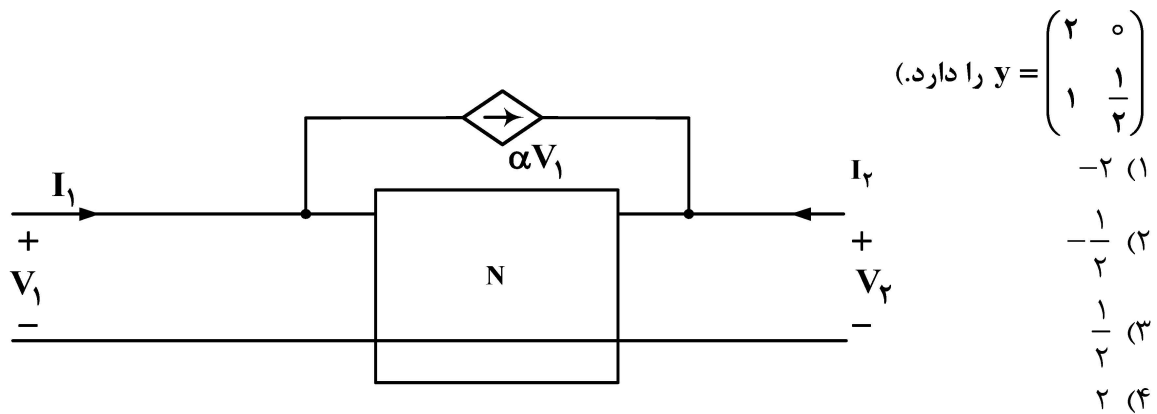 y = (۲ ۰
۱ ۱/۲) را دارد.)
۱) ۲−
۲) −۱/۲
۳) ۱/۲
۴) ۲
αV۱
I۱
I۲
+
V۱
−
N
+
V۲
−